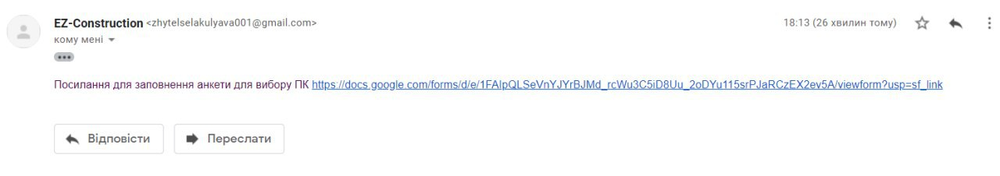 EZ-Construction <zhytelselakulyava001@gmail.com> 18:13 (26 хвилин тому)
кому мені
Посилання для заповнення анкети для вибору ПК https://docs.google.com/forms/d/e/1FAIpQLSeVnYJYrBJMd_rcWu3C5iD8Uu_2oDYu115srPJaRCzEX2ev5A/viewform?usp=sf_link
Відповісти Переслати